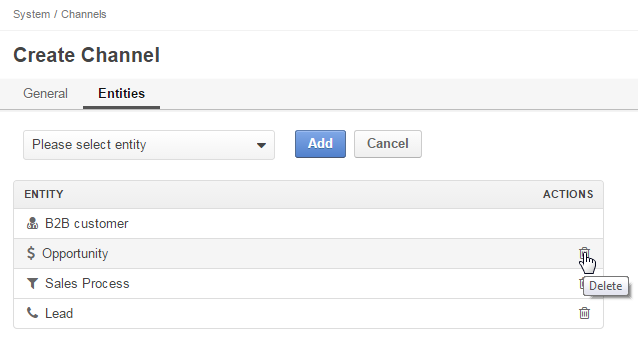 System / Channels
Create Channel
General Entities
Please select entity Add Cancel
ENTITY ACTIONS
B2B customer
$ Opportunity
Sales Process
Delete
Lead